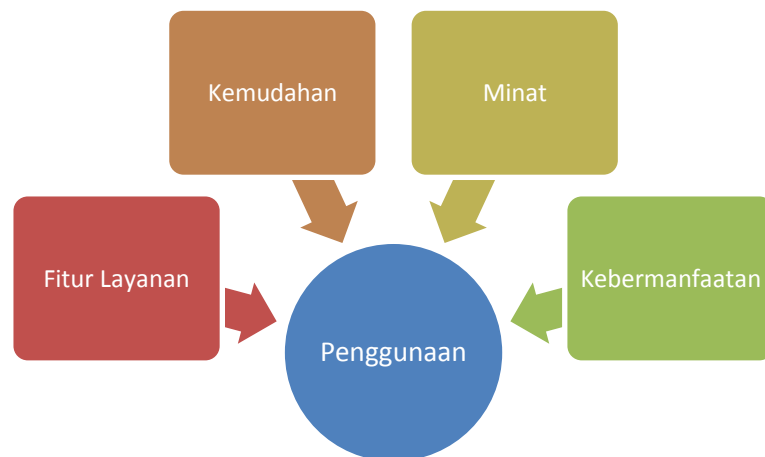 Kemudahan
Minat
Fitur Layanan
Kebermanfaatan
Penggunaan